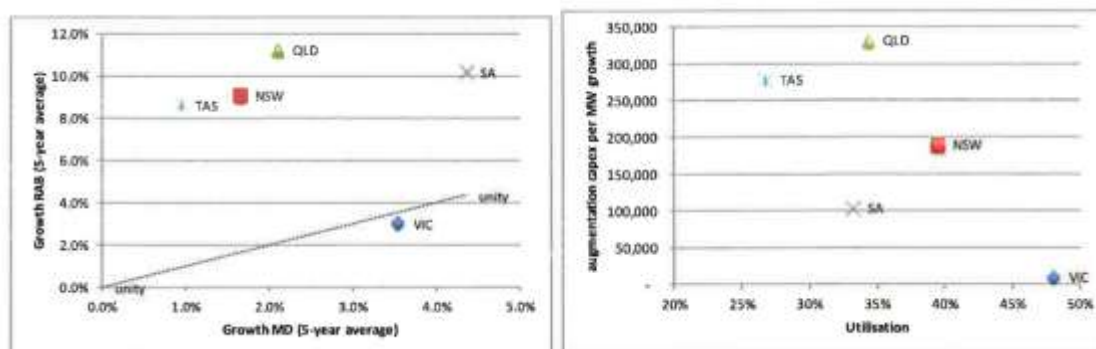 Growth RAB (5-year average)
12.0%
10.0%
8.0%
6.0%
4.0%
2.0%
0.0%
QLD
SA
NSW
TAS
unity
VIC
unity
0.0%
1.0%
2.0%
3.0%
4.0%
5.0%
Growth MD (5-year average)
augmentation capex per MW growth
350,000
300,000
250,000
200,000
150,000
100,000
50,000
-
QLD
TAS
NSW
SA
VIC
20%
25%
30%
35%
40%
45%
50%
Utilisation